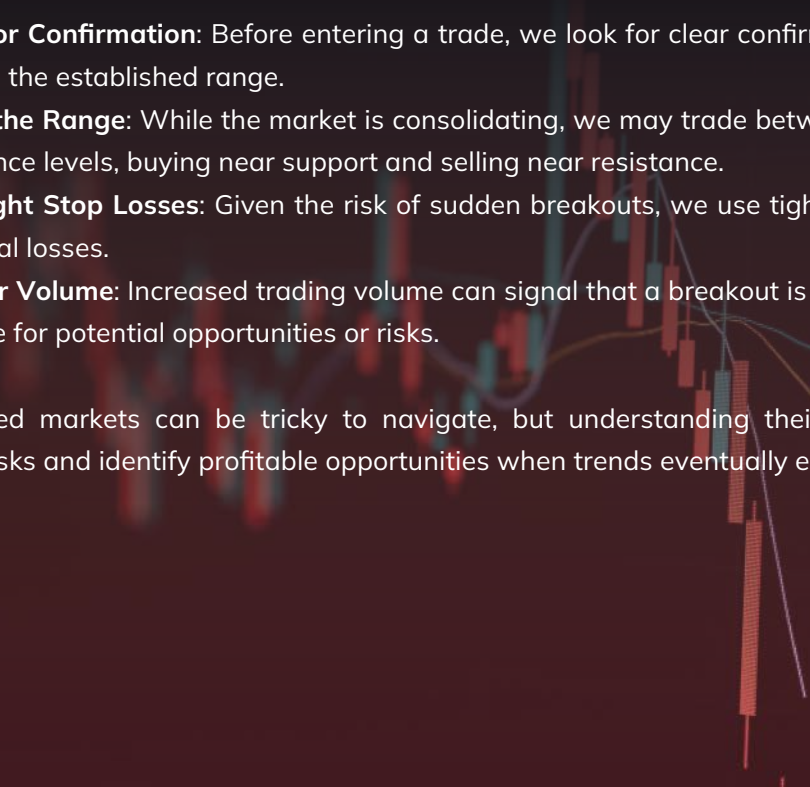 or Confirmation: Before entering a trade, we look for clear confir
the established range.
the Range: While the market is consolidating, we may trade betw
nce levels, buying near support and selling near resistance.
ght Stop Losses: Given the risk of sudden breakouts, we use tigh
al losses.
r Volume: Increased trading volume can signal that a breakout is
e for potential opportunities or risks.
ed markets can be tricky to navigate, but understanding thei
sks and identify profitable opportunities when trends eventually e